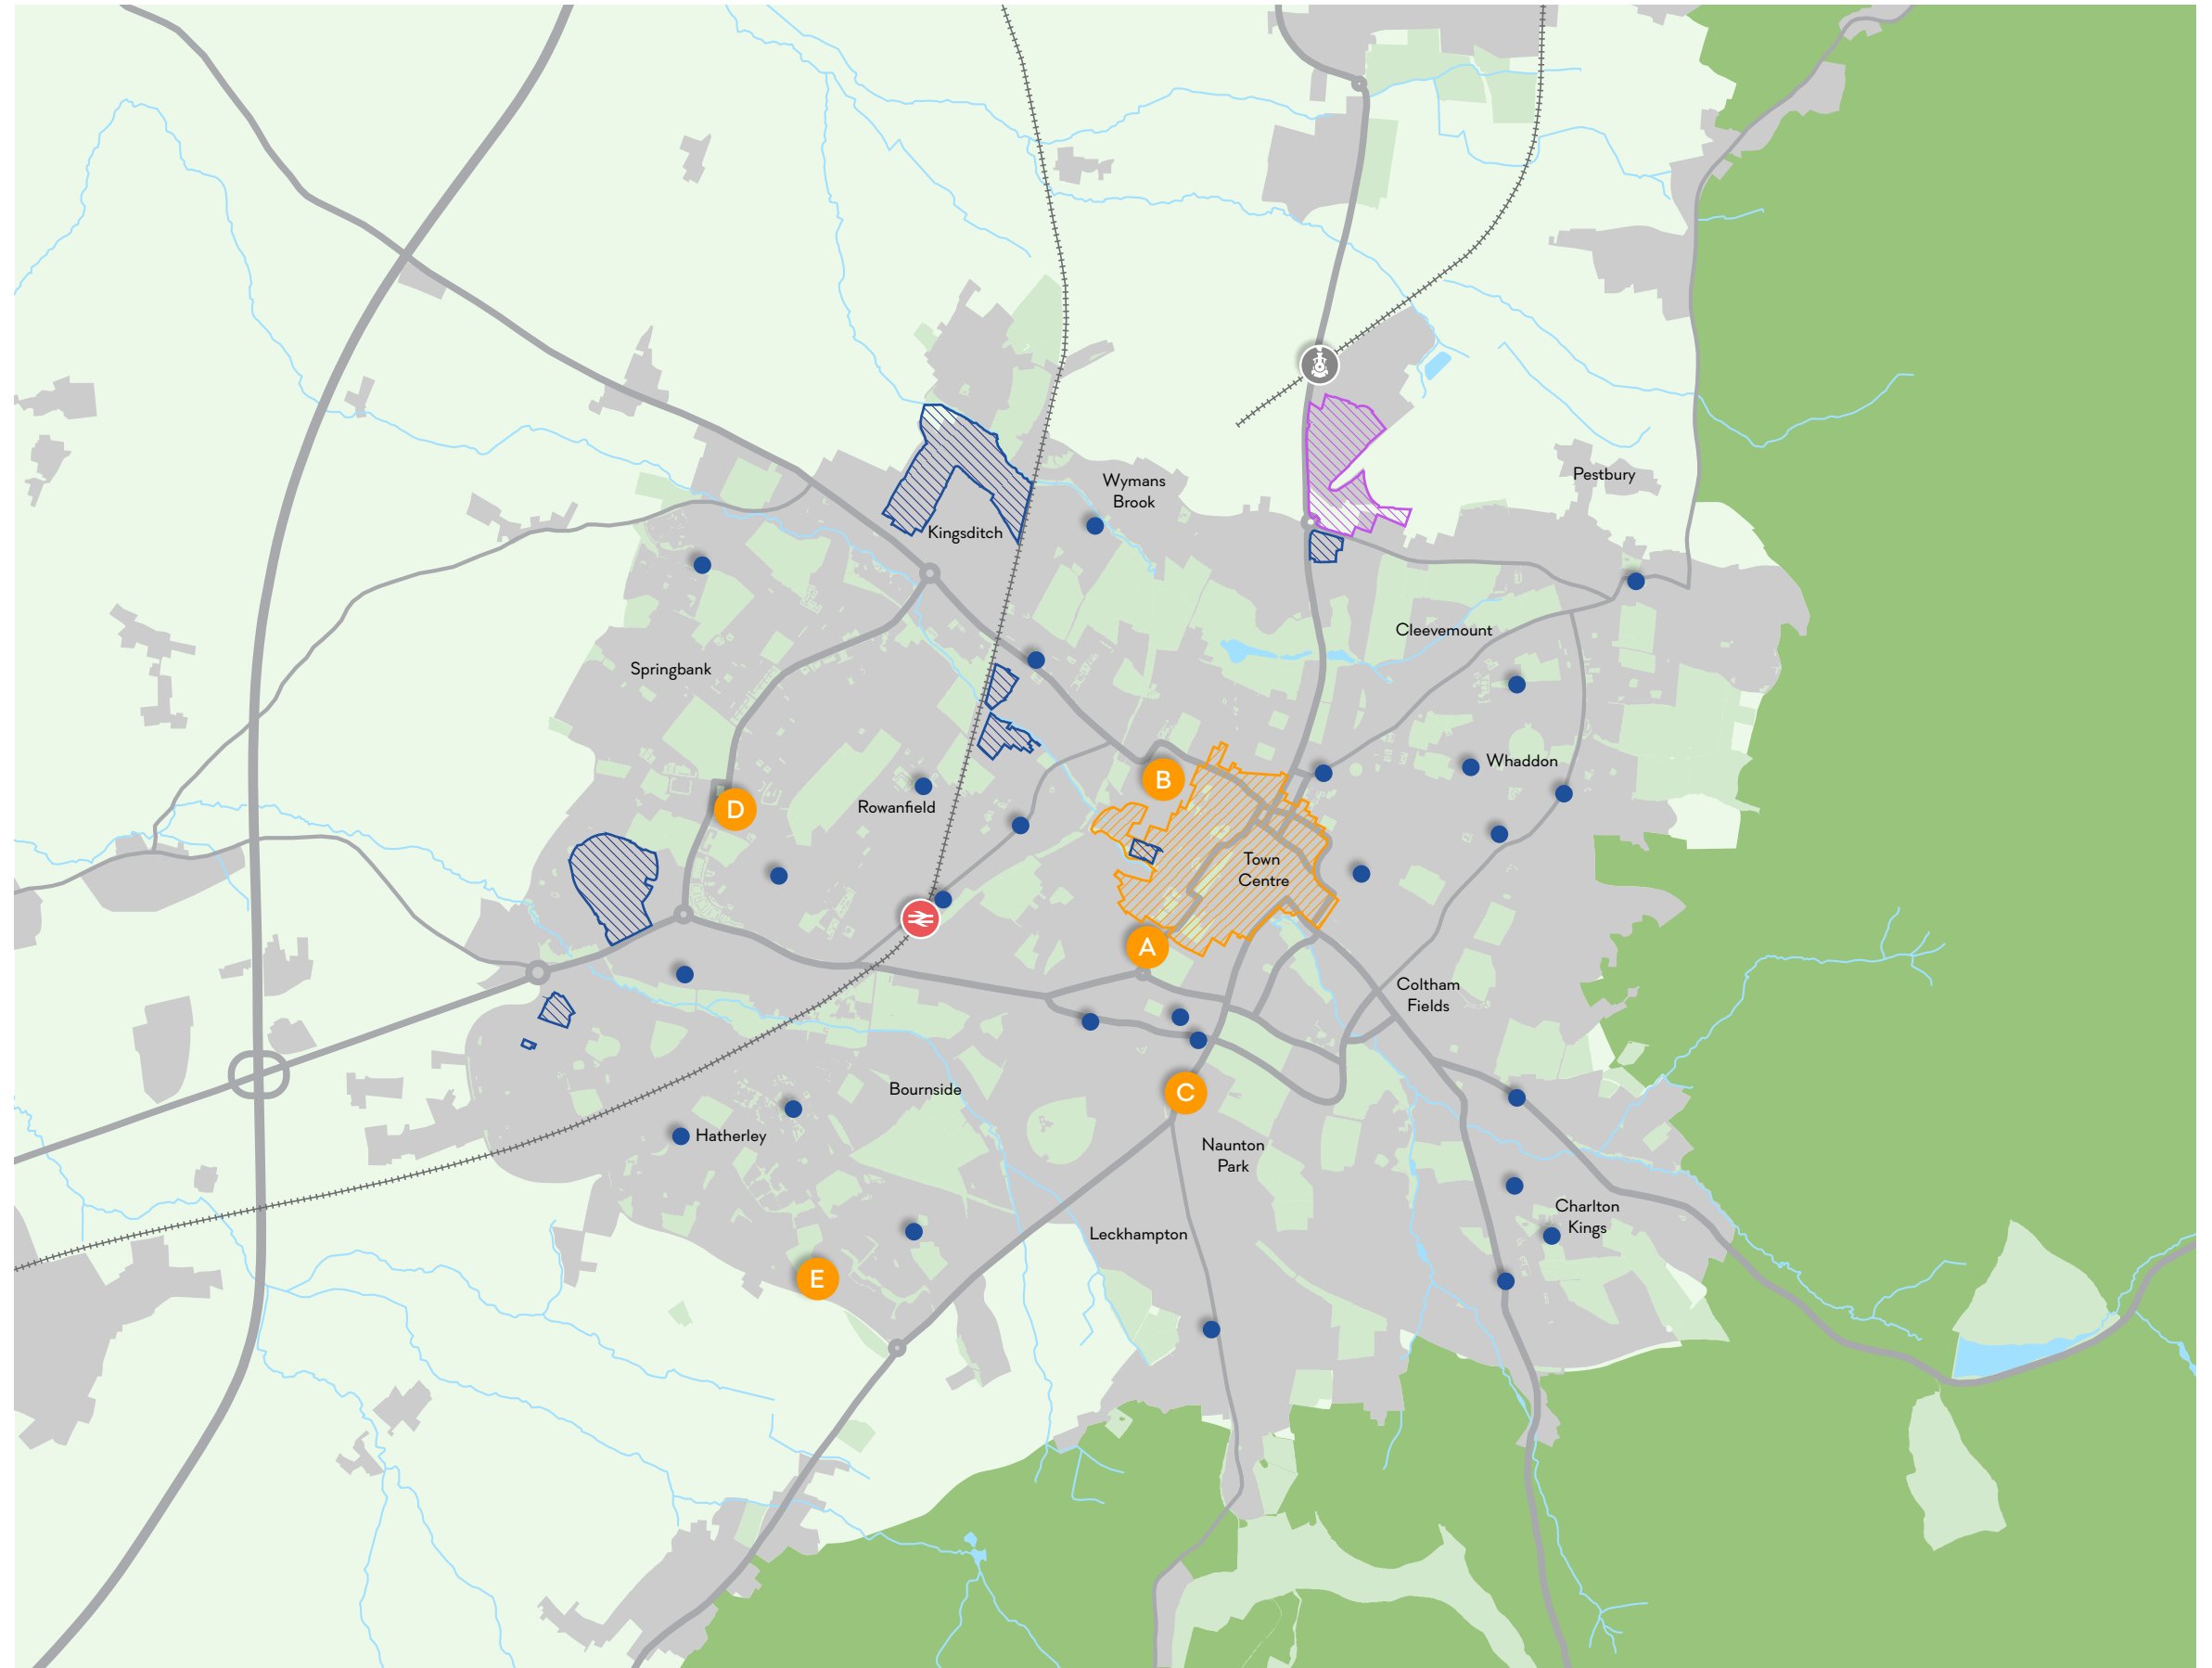 Wymans
Brook
Pestbury
Kingsditch
Cleevemount
Springbank
Whaddon
B
D
Rowanfield
Town
Centre
A
Coltham
Fields
Bournside
C
Hatherley
Naunton
Park
Charlton
Kings
Leckhampton
E